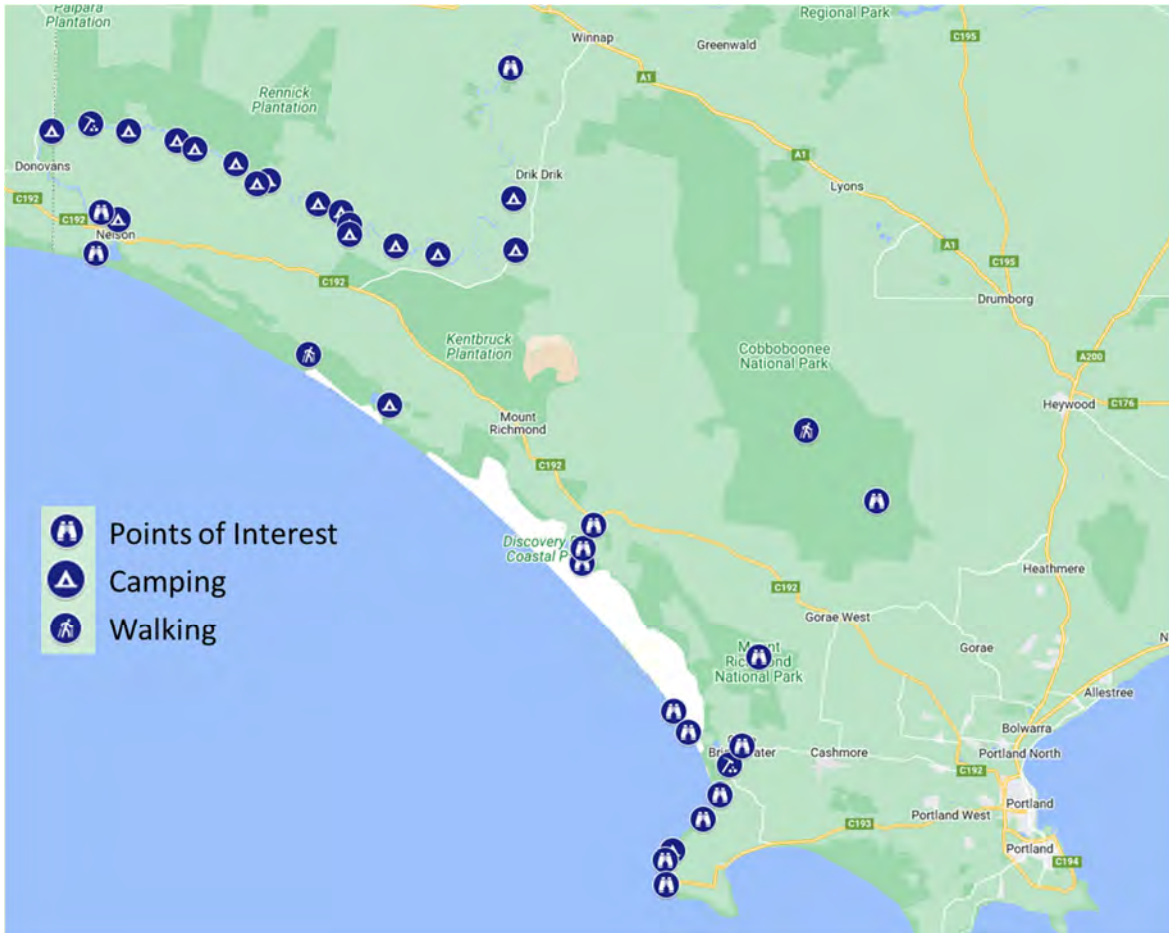 Palpara
Plantation
Regional Park
C195
Winnap
Greenwald
A1
Rennick
Plantation
A1
Donovans
Drik Drik
Lyons
C192
C192
Nelson
A1
C192
C195
Drumborg
Kentbruck
Plantation
Cobboboonee
National Park
A200
Heywood
C176
Mount
Richmond
C192
Points of Interest
Camping
Walking
Discovery
Coastal P
Heathmere
C192
Gorae West
Gorae
N
Mount
Richmond
National Park
Allestree
Bolwarra
Cashmore
Portland North
C192
Portland
Portland West
C193
Portland
C194